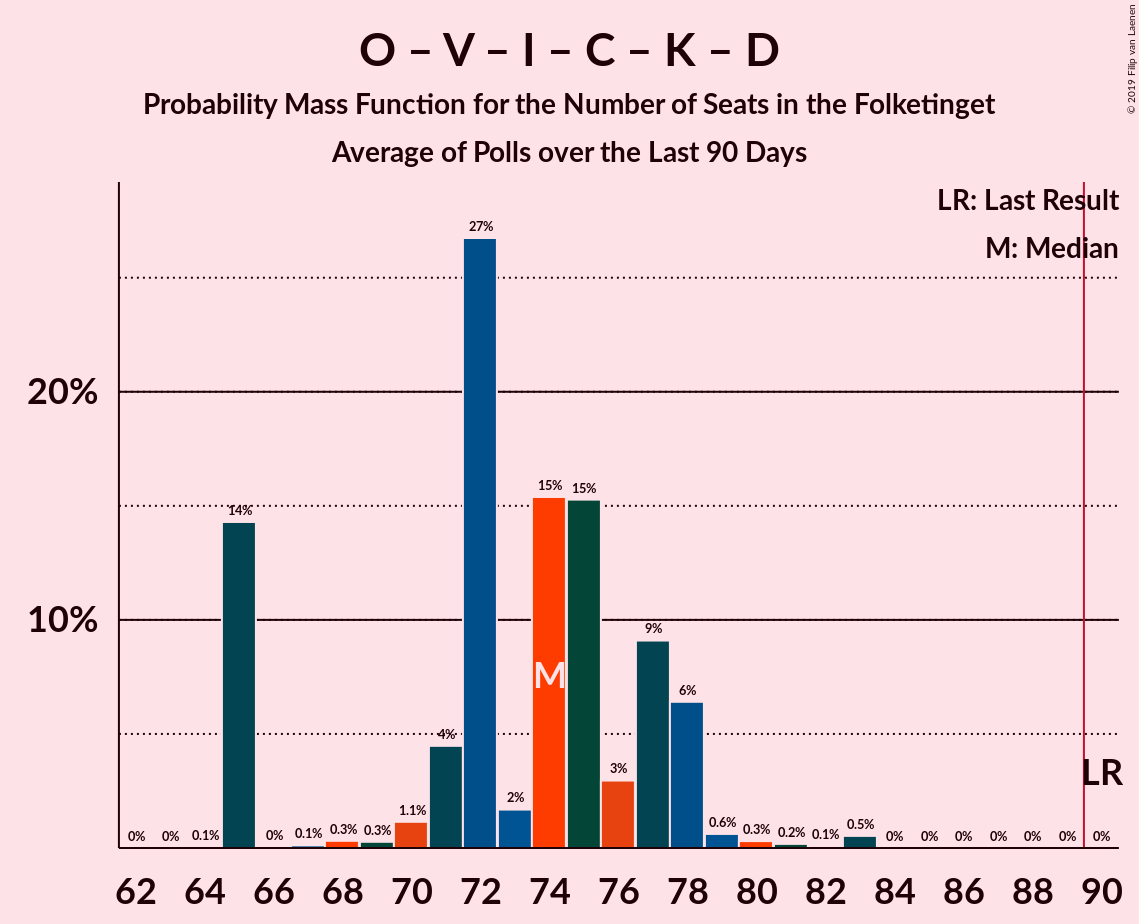 O – V – I – C – K – D
Probability Mass Function for the Number of Seats in the Folketinget
Average of Polls over the Last 90 Days
© 2019 Filip van Laenen
LR: Last Result
M: Median
27%
20%
15% 15%
14%
10%
9%
M
6%
4%
3%
LR
2%
1.1%
0% 0% 0.1% 0% 0.1% 0.3% 0.3% 0.6% 0.3% 0.2% 0.1% 0.5% 0% 0% 0% 0% 0% 0% 0%
62 64 66 68 70 72 74 76 78 80 82 84 86 88 90